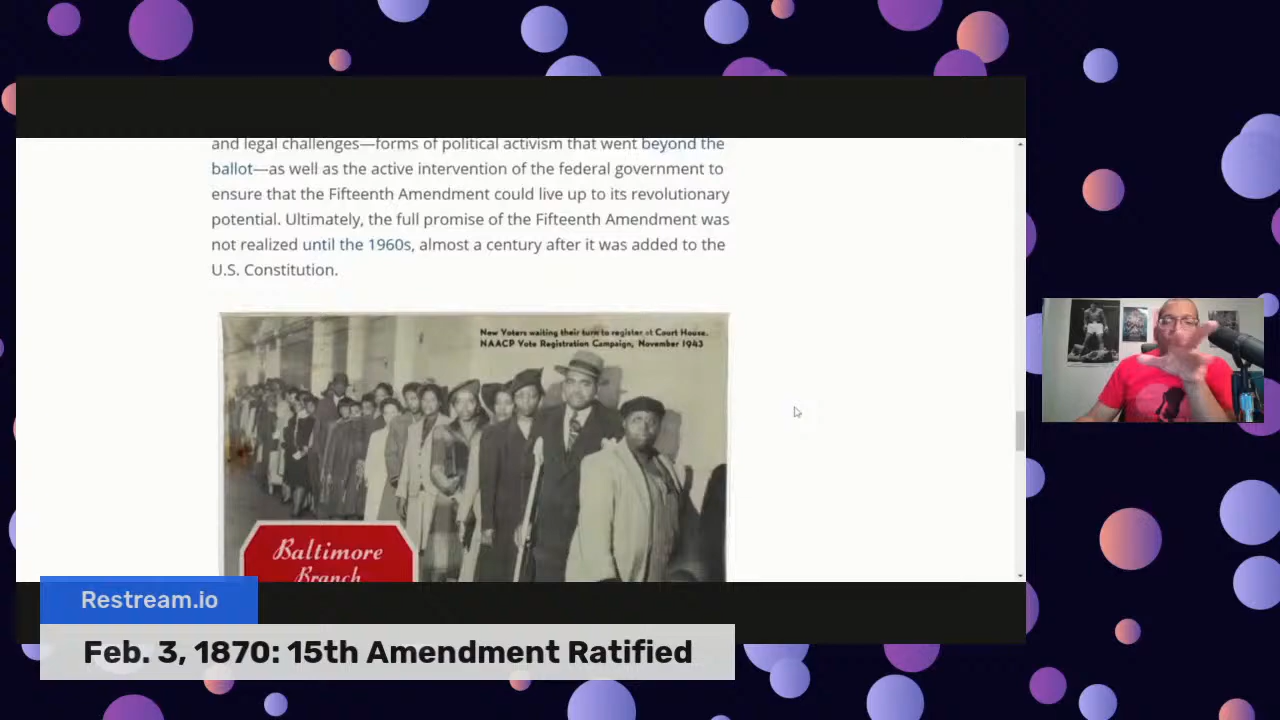 and legal challenges—forms of political activism that went beyond the
ballot—as well as the active intervention of the federal government to
ensure that the Fifteenth Amendment could live up to its revolutionary
potential. Ultimately, the full promise of the Fifteenth Amendment was
not realized until the 1960s, almost a century after it was added to the
U.S. Constitution.
New Voters waiting their turn to register at Court House.
NAACP Vote Registration Campaign, November 1943
Baltimore
Branch
Restream.io
Feb. 3, 1870: 15th Amendment Ratified